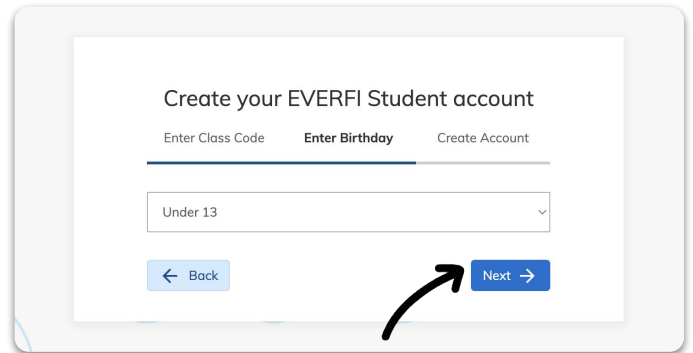 Create your EVERFI Student account
Enter Class Code Enter Birthday Create Account
Under 13
Back Next